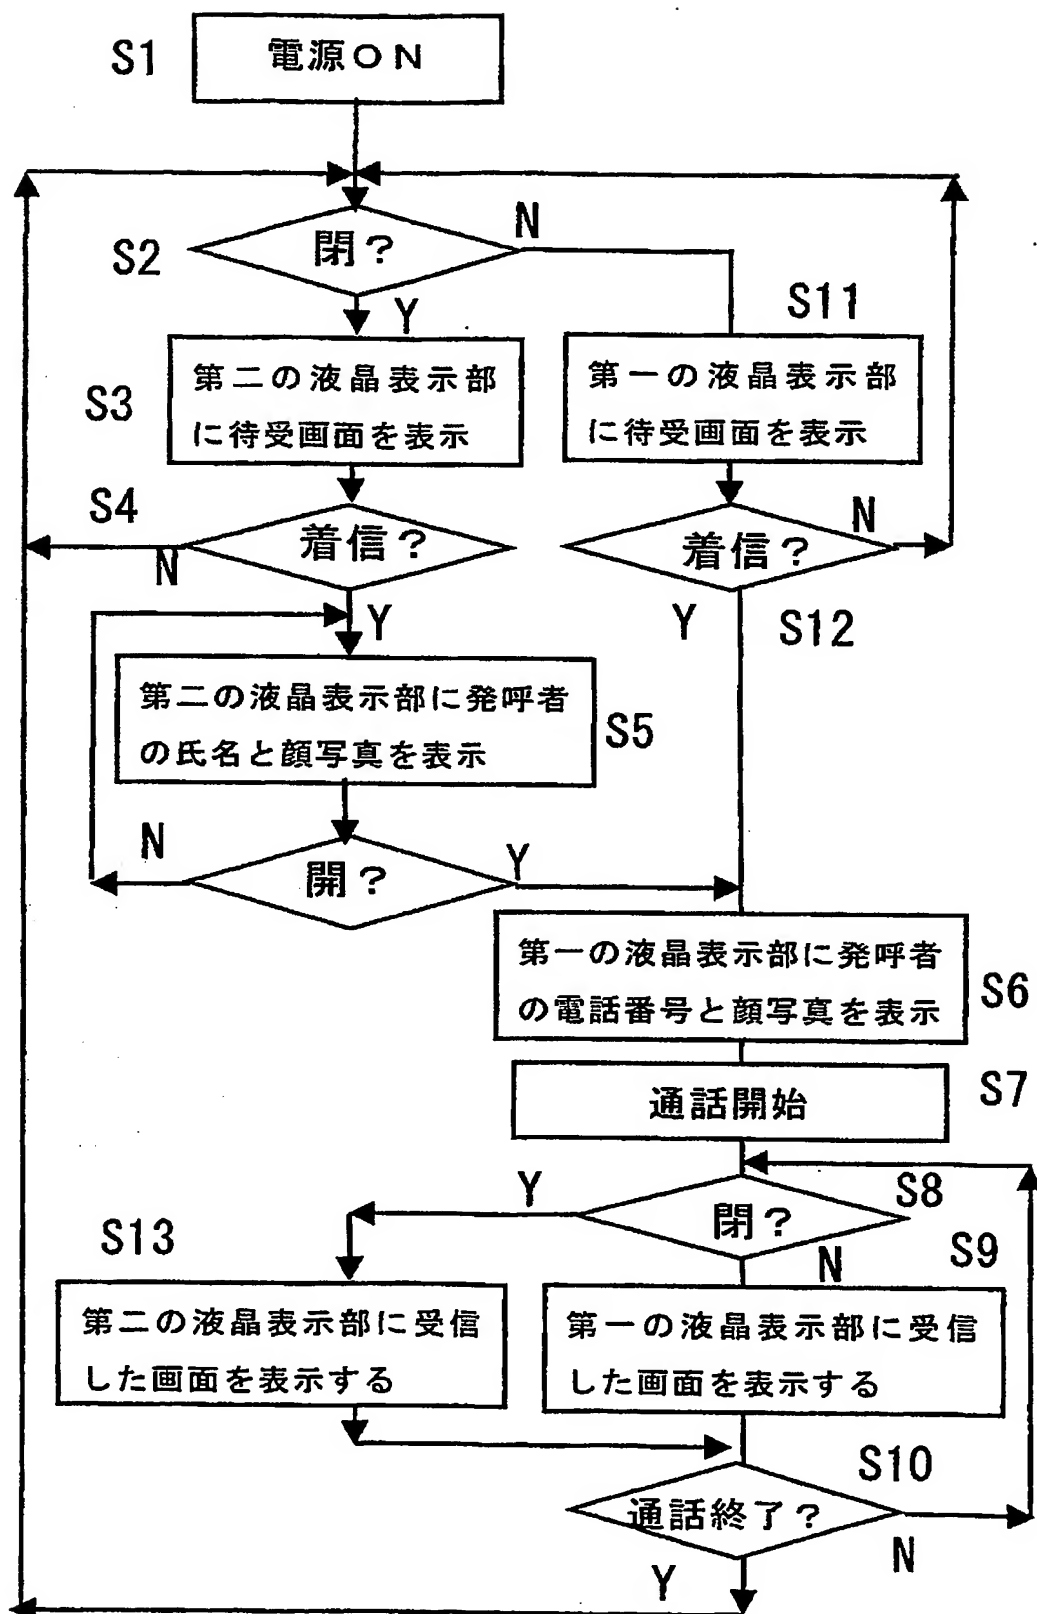 S1
電源ON
S2
閉?
N
Y
S11
S3
第二の液晶表示部
に待受画面を表示
第一の液晶表示部
に待受画面を表示
S4
着信?
N
Y
着信?
N
Y
S12
第二の液晶表示部に発呼者
の氏名と顔写真を表示
S5
開?
N
Y
第一の液晶表示部に発呼者
の電話番号と顔写真を表示
S6
通話開始
S7
Y
閉?
S8
N
S9
S13
第二の液晶表示部に受信
した画面を表示する
第一の液晶表示部に受信
した画面を表示する
S10
通話終了?
N
Y